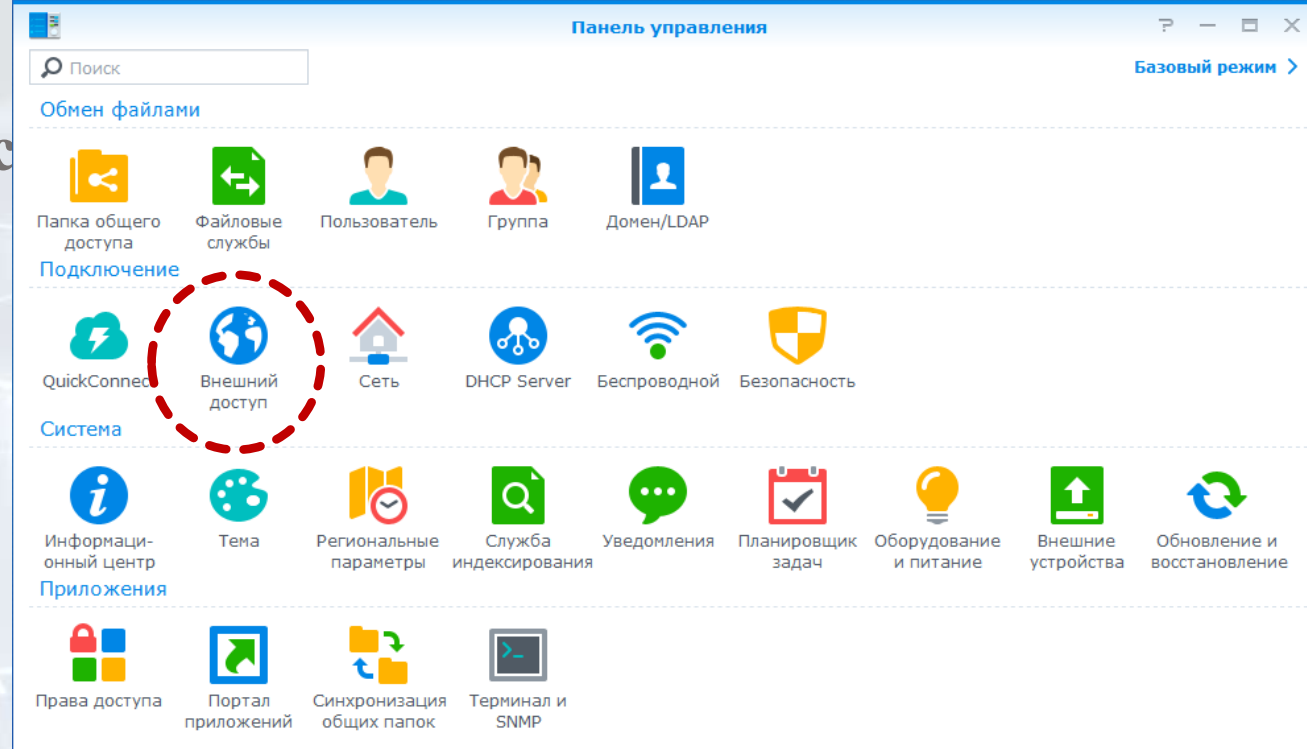 Панель управления
Поиск
Базовый режим
Обмен файлами
Папка общего доступа
Файловые службы
Пользователь
Группа
Домен/LDAP
Подключение
QuickConnect
Внешний доступ
Сеть
DHCP Server
Беспроводной
Безопасность
Система
Информаци-
онный центр
Тема
Региональные параметры
Служба индексирования
Уведомления
Планировщик задач
Оборудование и питание
Внешние устройства
Обновление и восстановление
Приложения
Права доступа
Портал приложений
Синхронизация общих папок
Терминал и SNMP